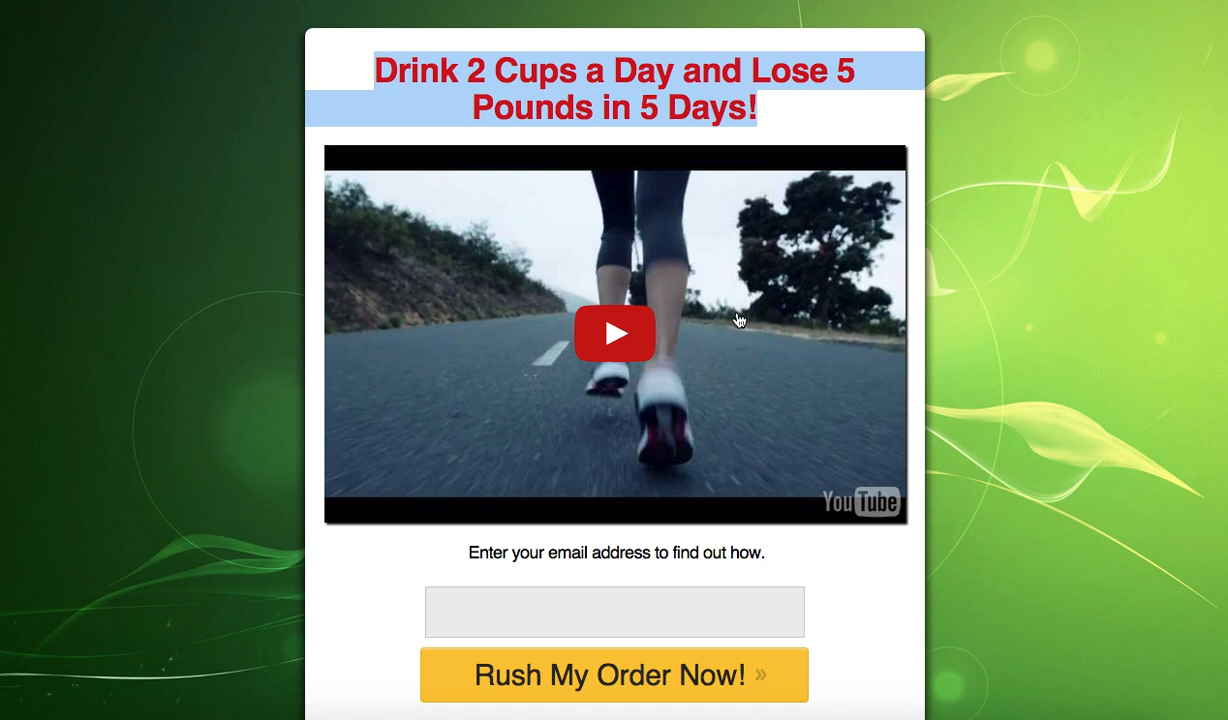 Drink 2 Cups a Day and Lose 5
Pounds in 5 Days!
YouTube
Enter your email address to find out how.
Rush My Order Now! »